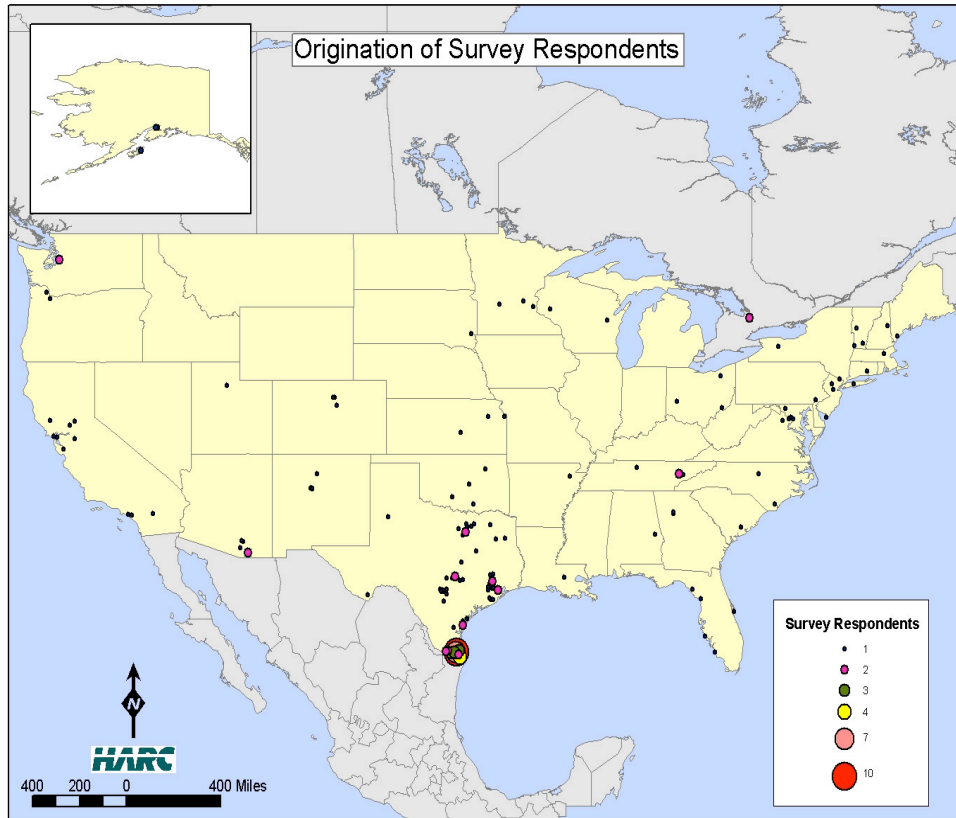 Origination of Survey Respondents
Survey Respondents
1
2
3
4
7
10
N
HARC
400 200 0 400 Miles